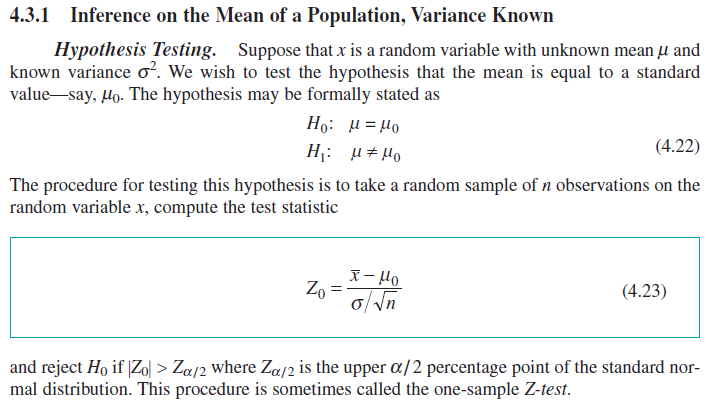 4.3.1 Inference on the Mean of a Population, Variance Known
Hypothesis Testing. Suppose that x is a random variable with unknown mean μ and
known variance σ². We wish to test the hypothesis that the mean is equal to a standard
value—say, μ₀. The hypothesis may be formally stated as
H₀: μ = μ₀
H₁: μ ≠ μ₀ (4.22)
The procedure for testing this hypothesis is to take a random sample of n observations on the
random variable x, compute the test statistic
Z₀ = (x̄ − μ₀) / (σ/√n) (4.23)
and reject H₀ if |Z₀| > Zα/2 where Zα/2 is the upper α/2 percentage point of the standard nor-
mal distribution. This procedure is sometimes called the one-sample Z-test.